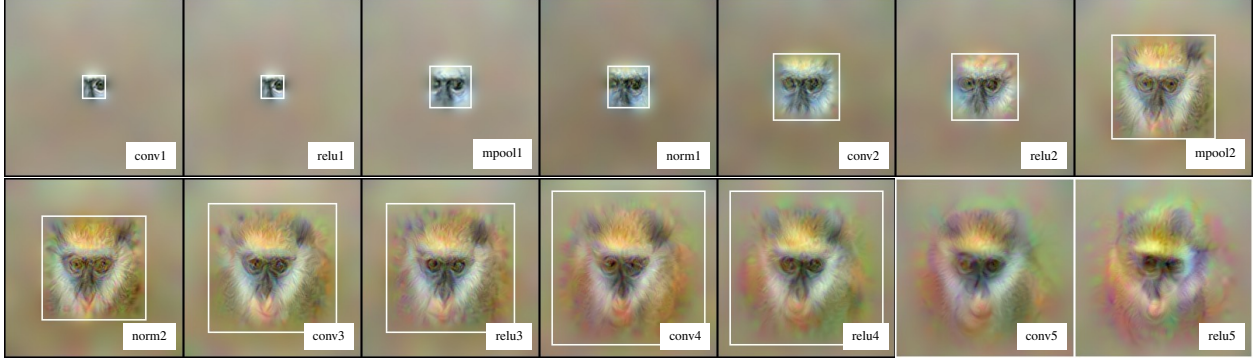 conv1
relu1
mpool1
norm1
conv2
relu2
mpool2
norm2
conv3
relu3
conv4
relu4
conv5
relu5